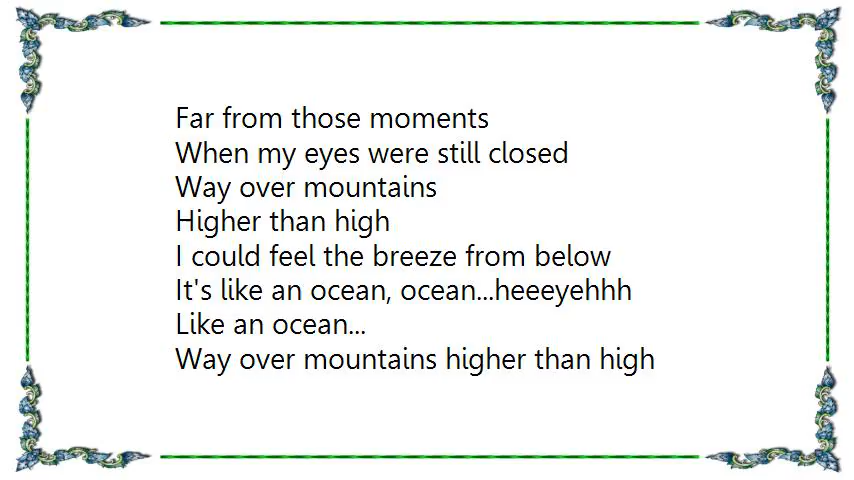 Far from those moments
When my eyes were still closed
Way over mountains
Higher than high
I could feel the breeze from below
It's like an ocean, ocean...heeeyehhh
Like an ocean...
Way over mountains higher than high